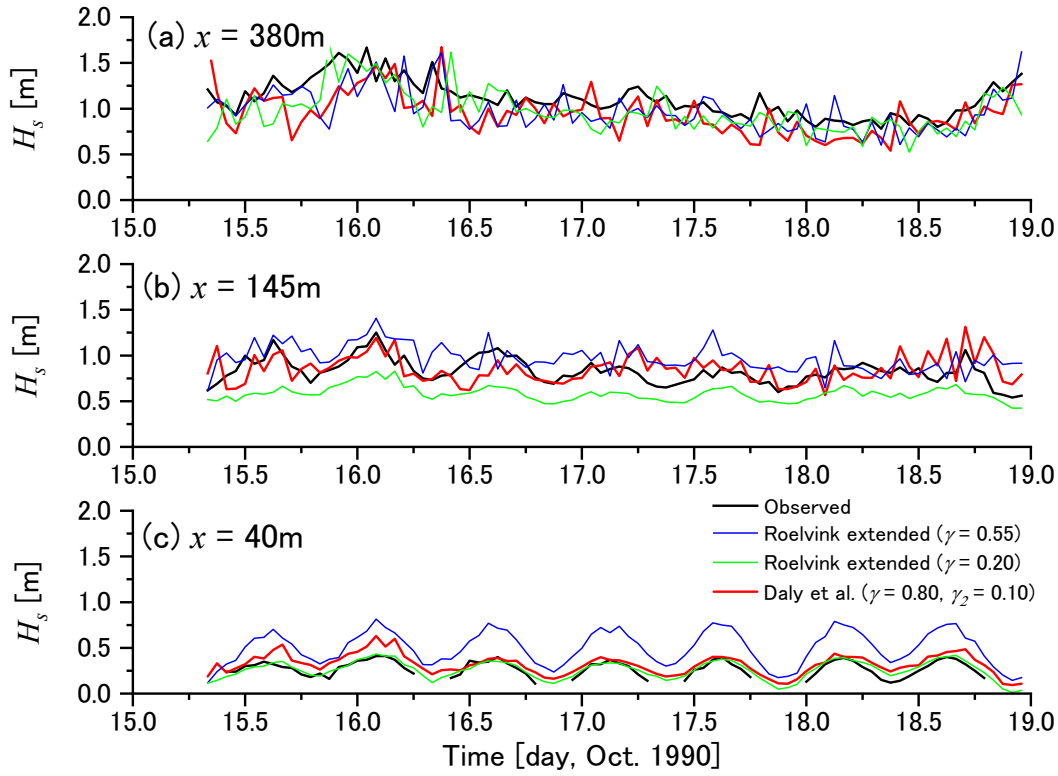 2.0
(a) x = 380m
1.5
1.0
0.5
0.0
Hs [m]
15.0 15.5 16.0 16.5 17.0 17.5 18.0 18.5 19.0
2.0
(b) x = 145m
1.5
1.0
0.5
0.0
Hs [m]
15.0 15.5 16.0 16.5 17.0 17.5 18.0 18.5 19.0
2.0
(c) x = 40m
1.5
1.0
0.5
0.0
Hs [m]
Observed
Roelvink extended (γ = 0.55)
Roelvink extended (γ = 0.20)
Daly et al. (γ = 0.80, γ2 = 0.10)
15.0 15.5 16.0 16.5 17.0 17.5 18.0 18.5 19.0
Time [day, Oct. 1990]